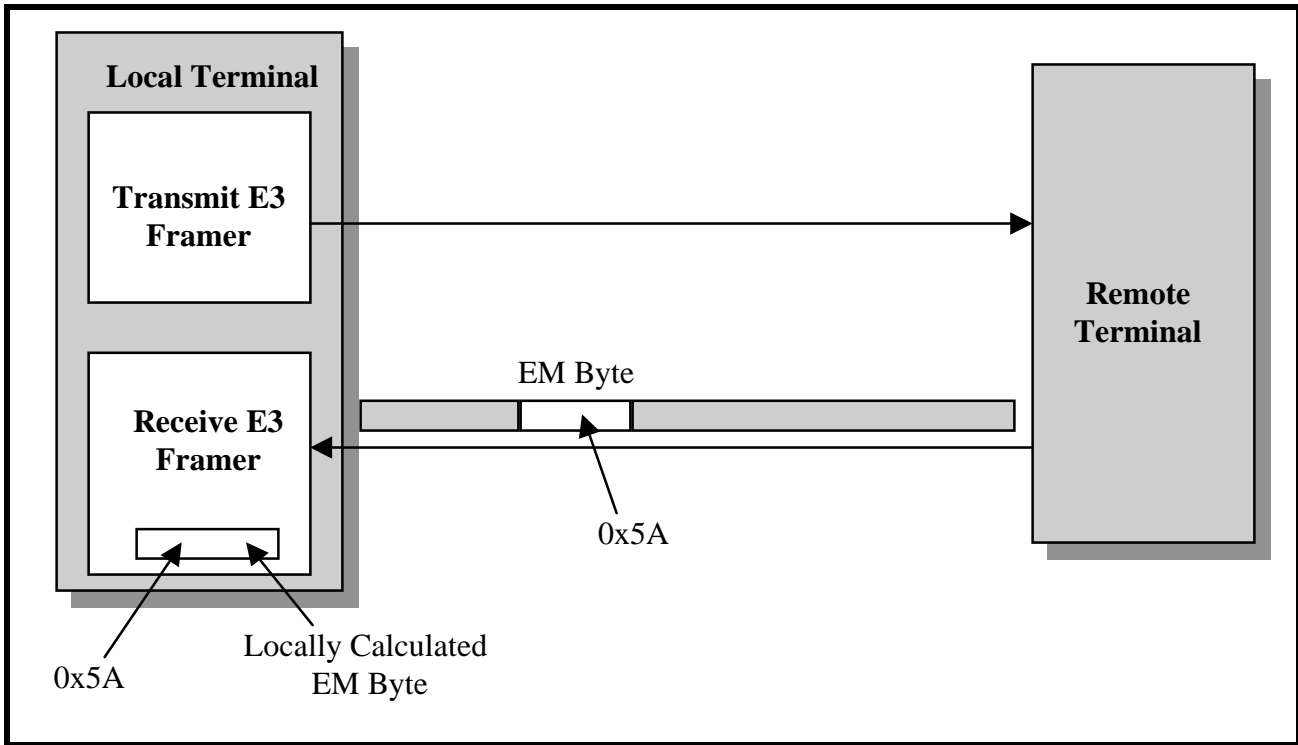 Local Terminal
Transmit E3
Framer
Remote
Terminal
EM Byte
Receive E3
Framer
0x5A
Locally Calculated
EM Byte
0x5A